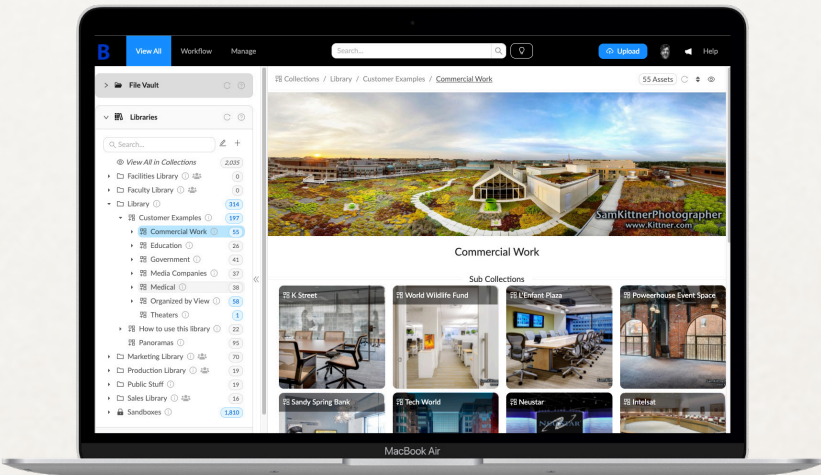 B View All Workflow Manage Search... Upload Help
File Vault
Libraries
Search...
View All in Collections 2,035
Facilities Library 0
Faculty Library 0
Library 314
Customer Examples 197
Commercial Work 55
Education 26
Government 41
Media Companies 37
Medical 38
Organized by View 58
Theaters 1
How to use this library 22
Panoramas 95
Marketing Library 70
Production Library 19
Public Stuff 19
Sales Library 16
Sandboxes 1,810
Collections / Library / Customer Examples / Commercial Work 55 Assets
SamKittnerPhotographer
www.Kittner.com
Commercial Work
Sub Collections
K Street World Wildlife Fund L'Enfant Plaza Poweerhouse Event Space
Sandy Spring Bank Tech World Neustar Intelsat
NEUSTAR
MacBook Air